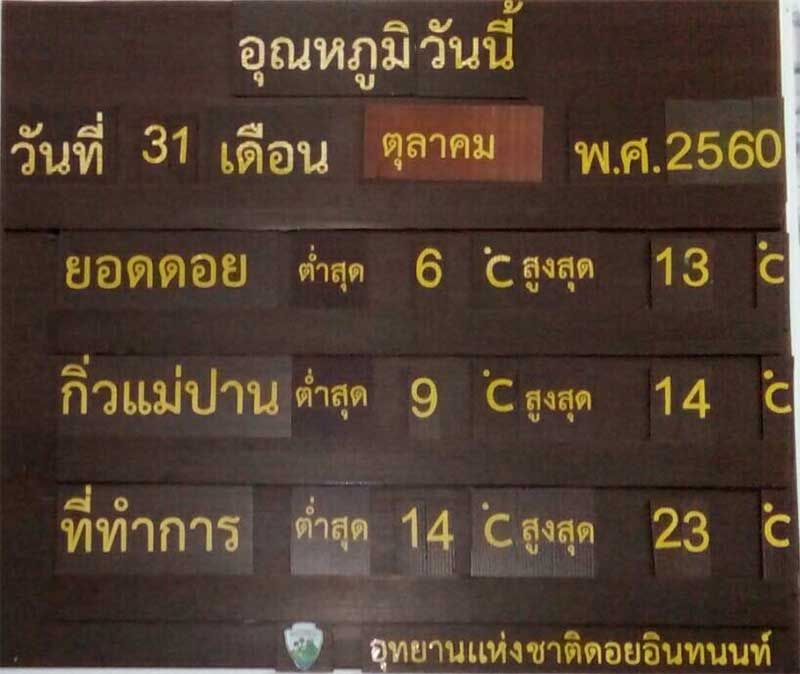 อุณหภูมิวันนี้
วันที่ 31 เดือน ตุลาคม พ.ศ.2560
ยอดดอย ต่ำสุด 6 °C สูงสุด 13 °C
กิ่วแม่ปาน ต่ำสุด 9 °C สูงสุด 14 °C
ที่ทำการ ต่ำสุด 14 °C สูงสุด 23 °C
อุทยานแห่งชาติดอยอินทนนท์